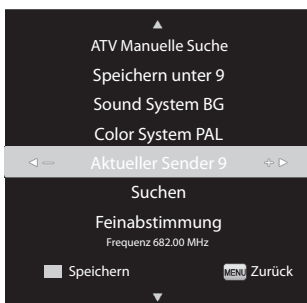 ATV Manuelle Suche
Speichern unter 9
Sound System BG
Color System PAL
Aktueller Sender 9
Suchen
Feinabstimmung
Frequenz 682.00 MHz
Speichern MENU Zurück